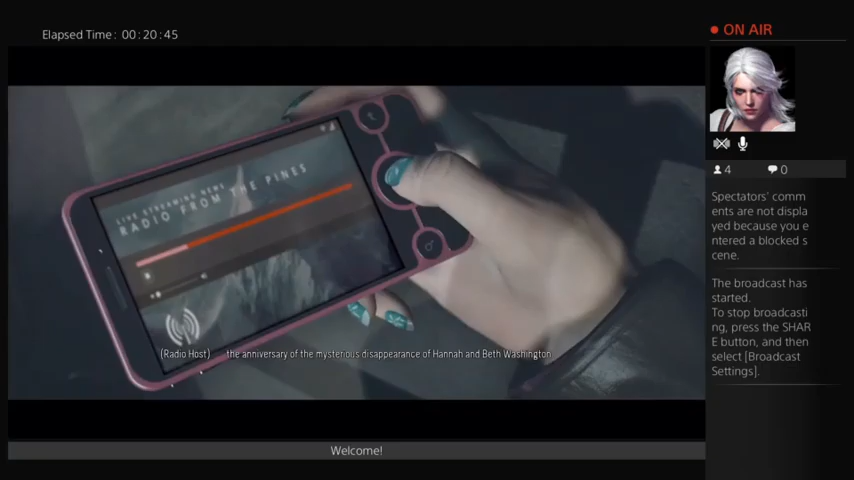 Elapsed Time: 00:20:45
ON AIR
4
0
LIVE STREAMING NEWS
RADIO FROM THE PINES
(Radio Host) the anniversary of the mysterious disappearance of Hannah and Beth Washington
Spectators' comm
ents are not displa
yed because you e
ntered a blocked s
cene.
The broadcast has
started.
To stop broadcasti
ng, press the SHAR
E button, and then
select [Broadcast
Settings].
Welcome!